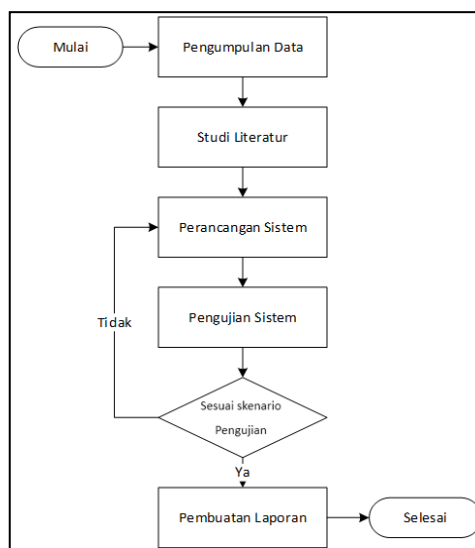 Mulai
Pengumpulan Data
Studi Literatur
Perancangan Sistem
Pengujian Sistem
Tidak
Sesuai skenario
Pengujian
Ya
Pembuatan Laporan
Selesai